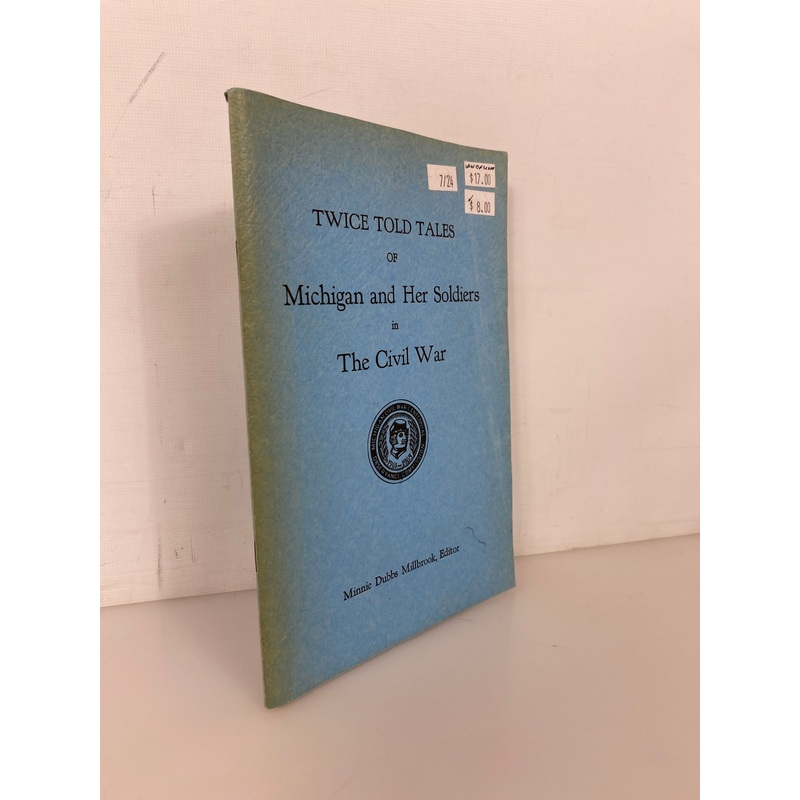 7/24
$17.00
$ 8.00
TWICE TOLD TALES
OF
Michigan and Her Soldiers
in
The Civil War
Minnie Dubbs Millbrook, Editor